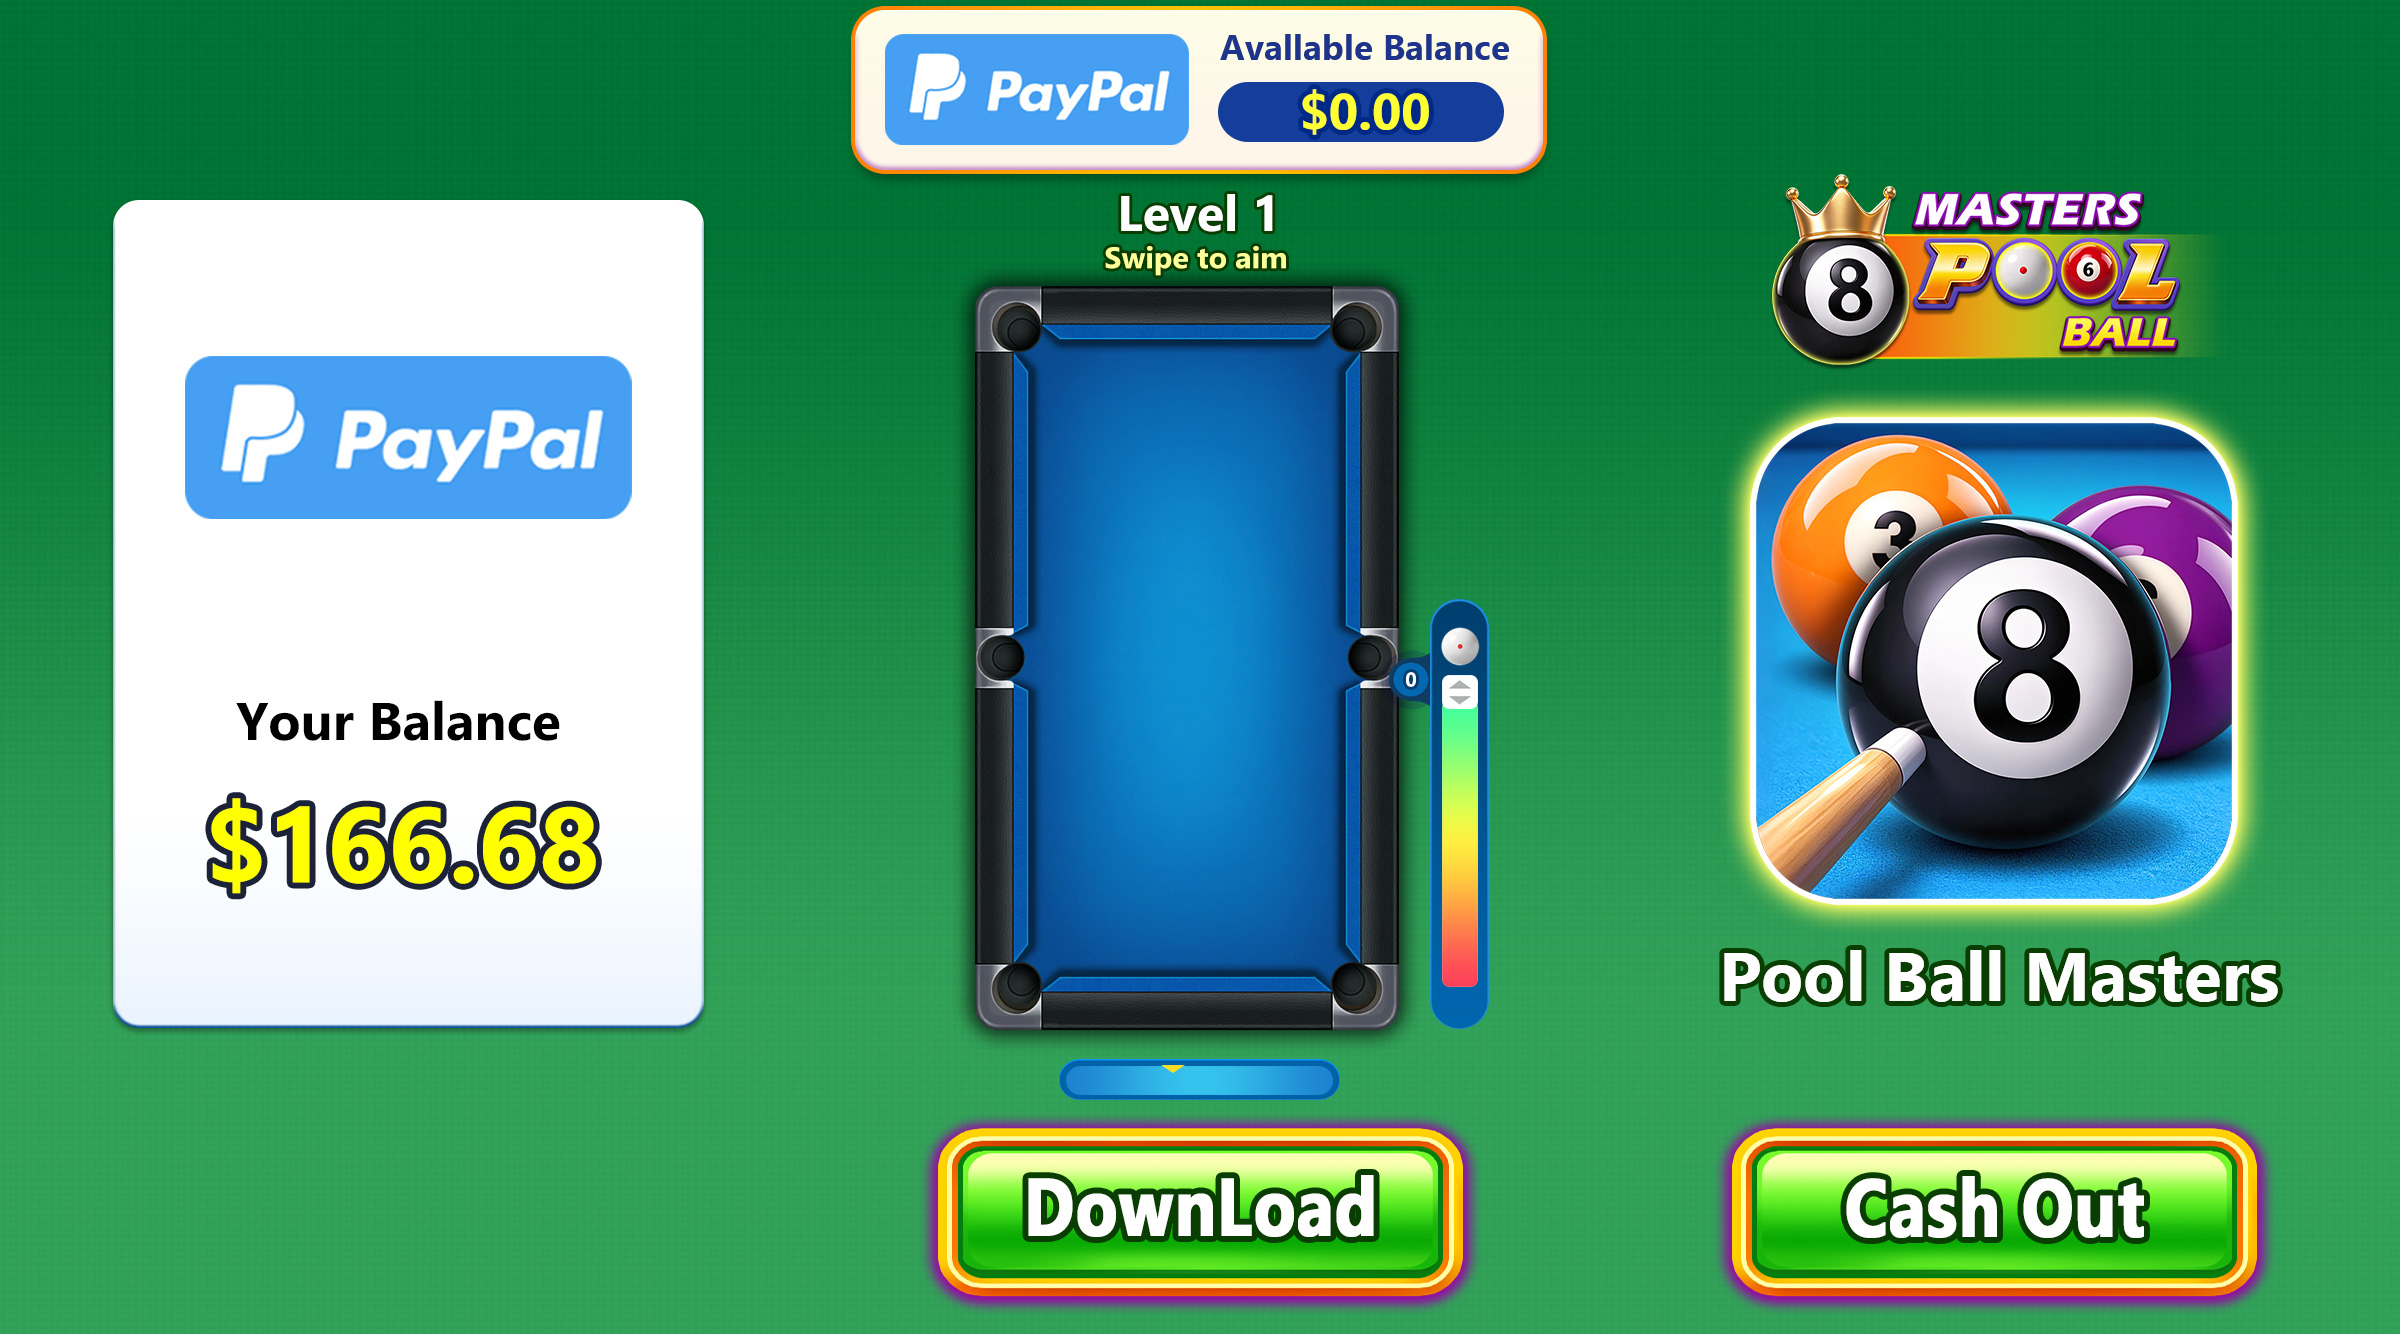 PayPal
Avallable Balance
$0.00
Level 1
Swipe to aim
PayPal
Your Balance
$166.68
0
8
MASTERS
POOL
6
BALL
3
8
Pool Ball Masters
DownLoad
Cash Out